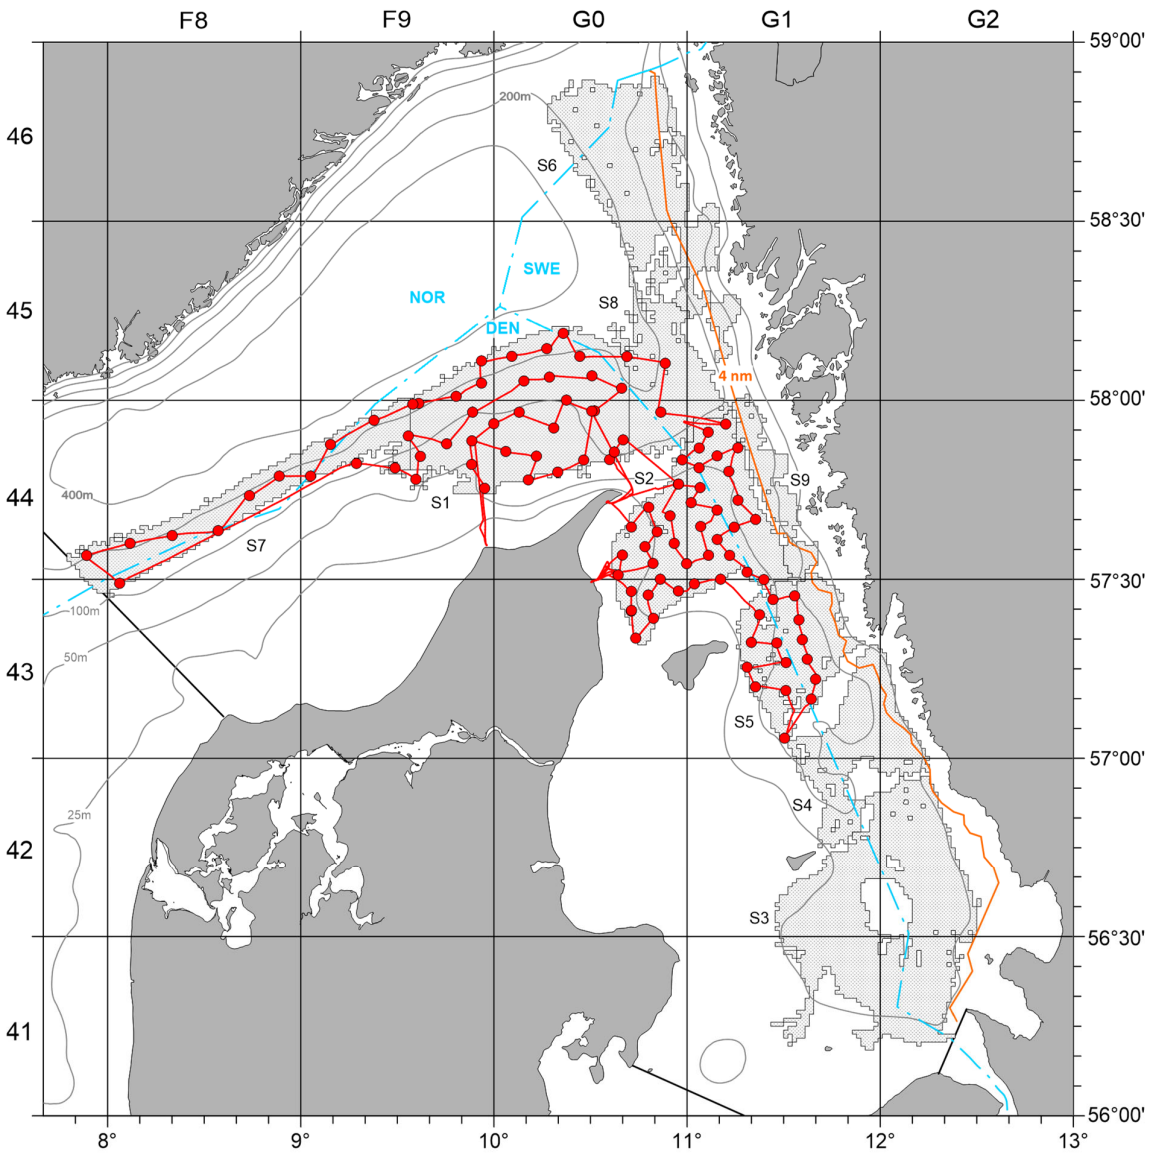 F8 F9 G0 G1 G2
59°00'
200m
46
S6
58°30'
SWE
NOR
S8
45
DEN
4 nm
58°00'
S2
S9
400m
44
S1
S7
57°30'
100m
50m
43
S5
57°00'
S4
25m
42
S3
56°30'
41
56°00'
8° 9° 10° 11° 12° 13°